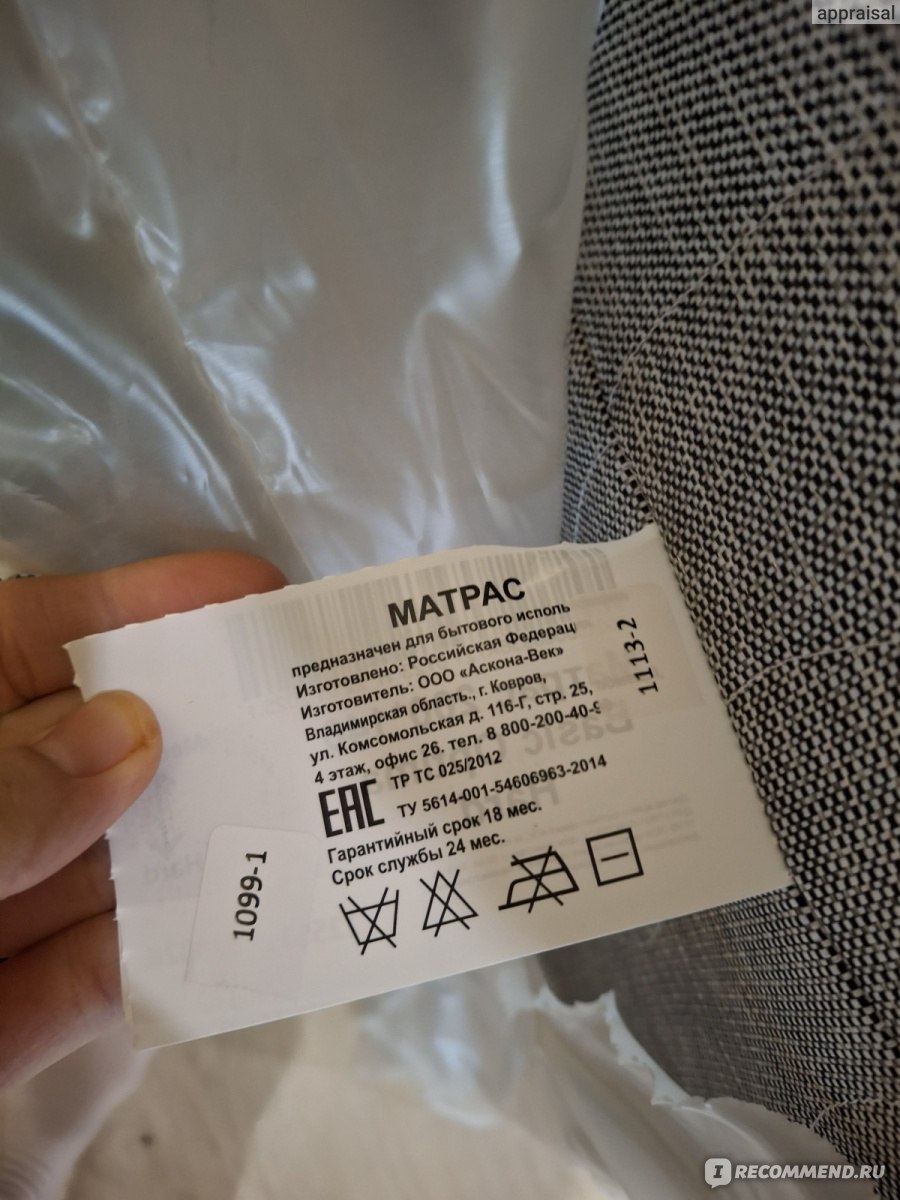 appraisal
МАТРАС
предназначен для бытового исполь
Изготовлено: Российская Федерац
Изготовитель: ООО «Аскона-Век»
Владимирская область., г. Ковров,
ул. Комсомольская д. 116-Г, стр. 25,
4 этаж, офис 26. тел. 8 800-200-40-9
EAC
ТР ТС 025/2012
ТУ 5614-001-54606963-2014
Гарантийный срок 18 мес.
Срок службы 24 мес.
1113-2
1099-1
IRECOMMEND.RU